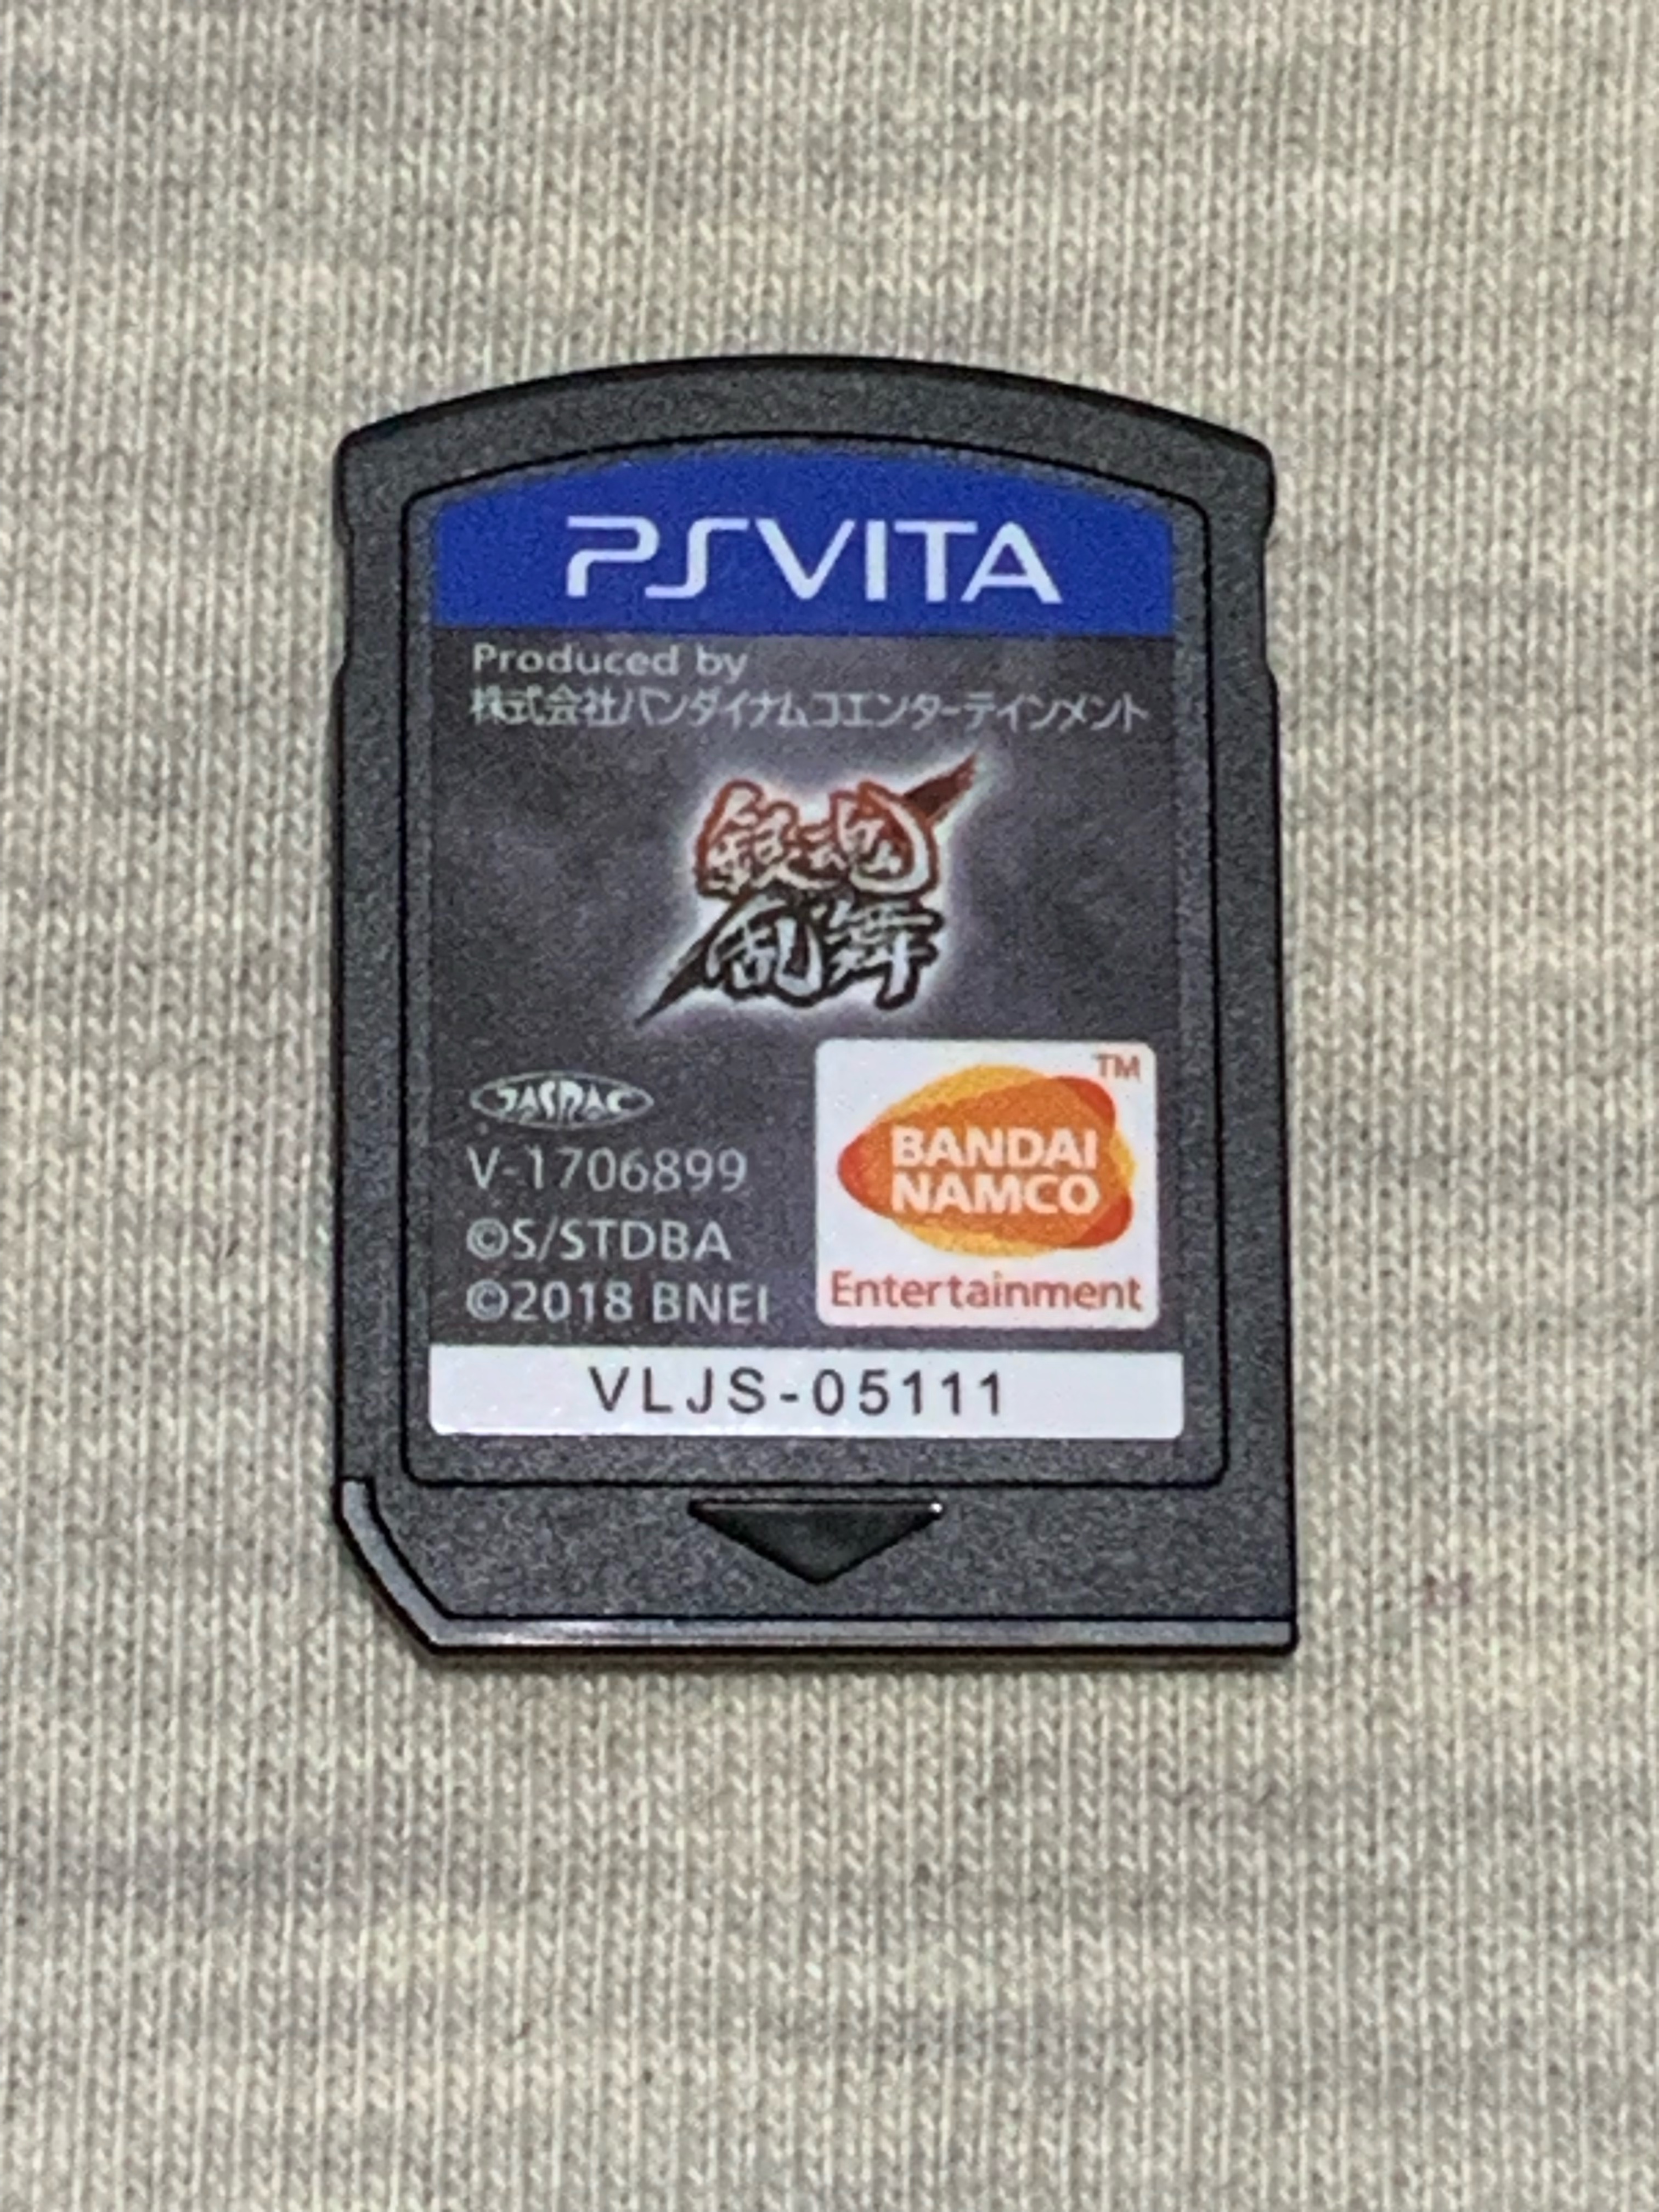 PSVITA
Produced by
株式会社バンダイナムコエンターテインメント
銀魂
乱舞
JASRAC
V-1706899
©S/STDBA
©2018 BNEI
TM
BANDAI
NAMCO
Entertainment
VLJS-05111